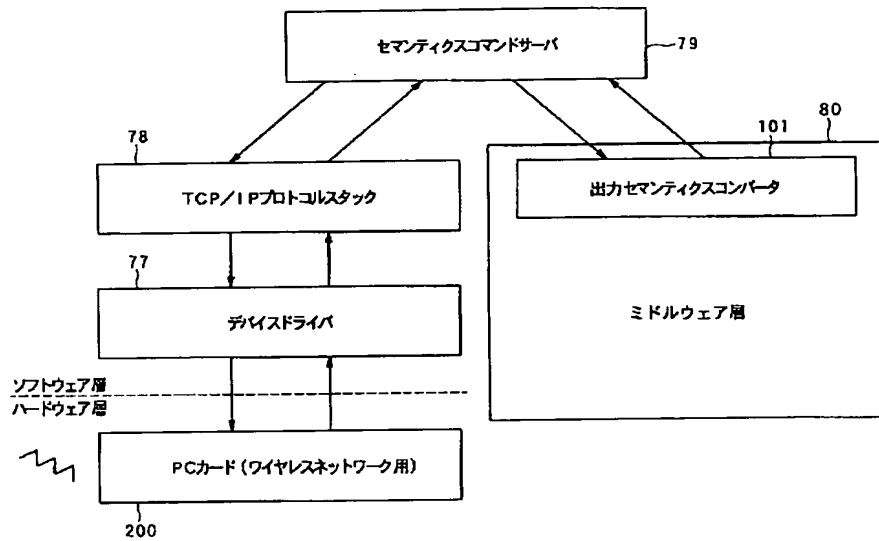 セマンティクスコマンドサーバ
79
78
TCP/IPプロトコルスタック
80
101
出力セマンティクスコンバータ
77
デバイスドライバ
ミドルウェア層
ソフトウェア層
ハードウェア層
PCカード(ワイヤレスネットワーク用)
200